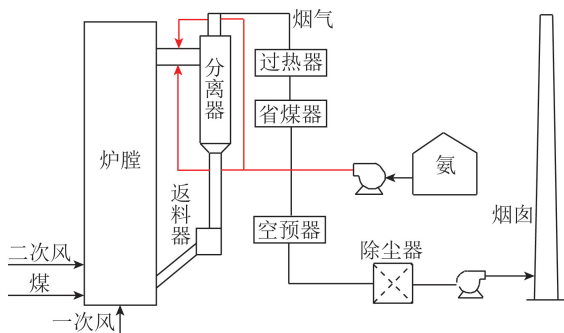 烟气
过热器
分离器
省煤器
炉膛
氨
返料器
烟囱
空预器
二次风
除尘器
煤
一次风